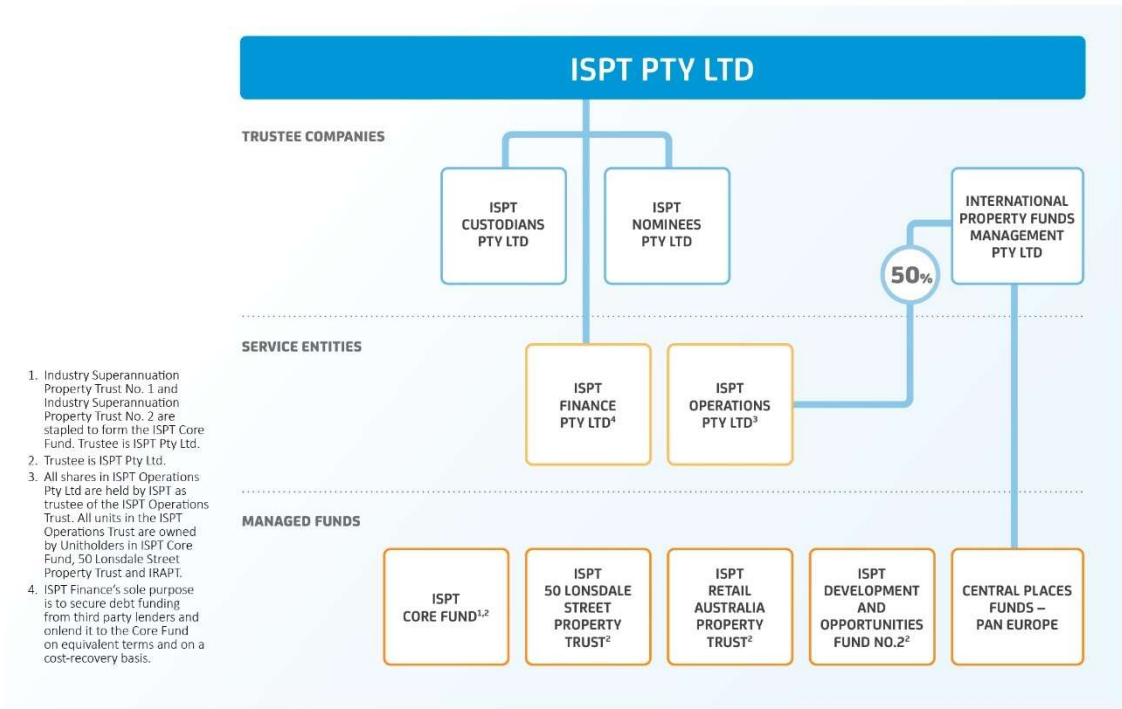 ISPT PTY LTD
TRUSTEE COMPANIES
ISPT
CUSTODIANS
PTY LTD
ISPT
NOMINEES
PTY LTD
INTERNATIONAL
PROPERTY FUNDS
MANAGEMENT
PTY LTD
50%
SERVICE ENTITIES
ISPT
FINANCE
PTY LTD⁴
ISPT
OPERATIONS
PTY LTD³
MANAGED FUNDS
ISPT
CORE FUND¹,²
ISPT
50 LONSDALE
STREET
PROPERTY
TRUST²
ISPT
RETAIL
AUSTRALIA
PROPERTY
TRUST²
ISPT
DEVELOPMENT
AND
OPPORTUNITIES
FUND NO.2²
CENTRAL PLACES
FUNDS –
PAN EUROPE
1. Industry Superannuation
Property Trust No. 1 and
Industry Superannuation
Property Trust No. 2 are
stapled to form the ISPT Core
Fund. Trustee is ISPT Pty Ltd.
2. Trustee is ISPT Pty Ltd.
3. All shares in ISPT Operations
Pty Ltd are held by ISPT as
trustee of the ISPT Operations
Trust. All units in the ISPT
Operations Trust are owned
by Unitholders in ISPT Core
Fund, 50 Lonsdale Street
Property Trust and IRAPT.
4. ISPT Finance's sole purpose
is to secure debt funding
from third party lenders and
onlend it to the Core Fund
on equivalent terms and on a
cost-recovery basis.